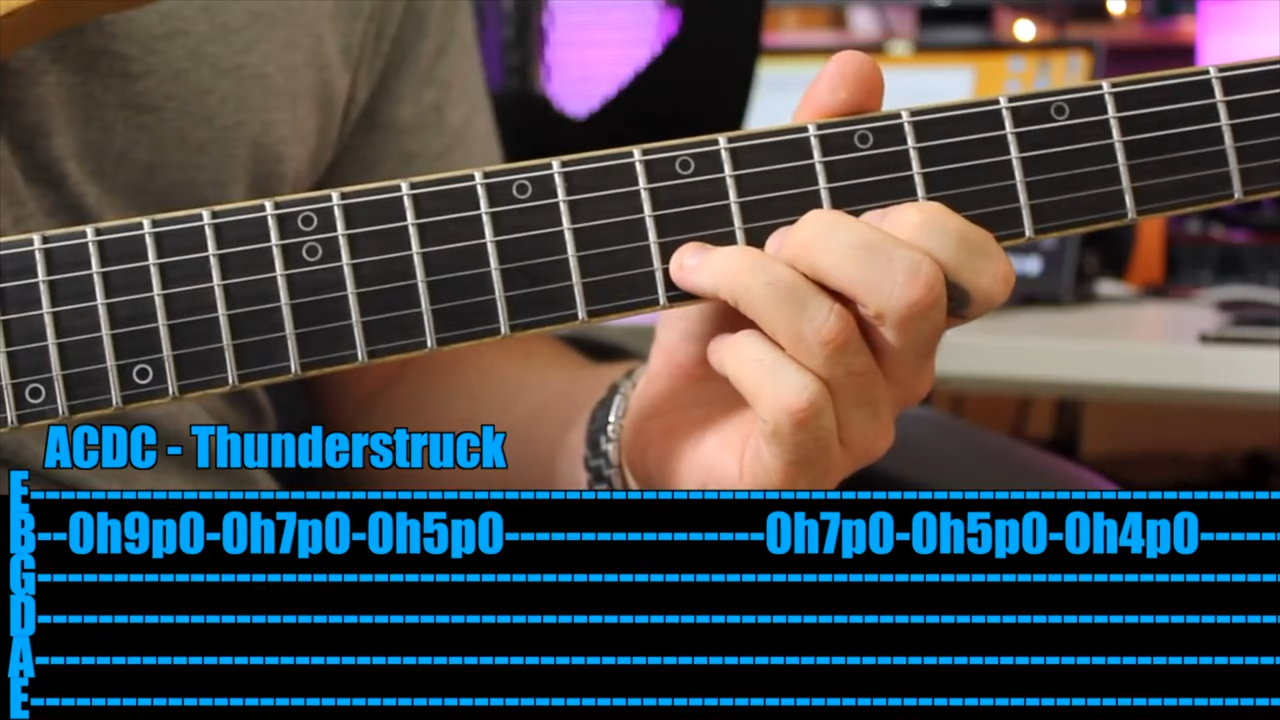 ACDC - Thunderstruck
E-----------------------------------------------------------------
B--0h9p0-0h7p0-0h5p0----------------0h7p0-0h5p0-0h4p0-----
G-----------------------------------------------------------------
D-----------------------------------------------------------------
A-----------------------------------------------------------------
E-----------------------------------------------------------------